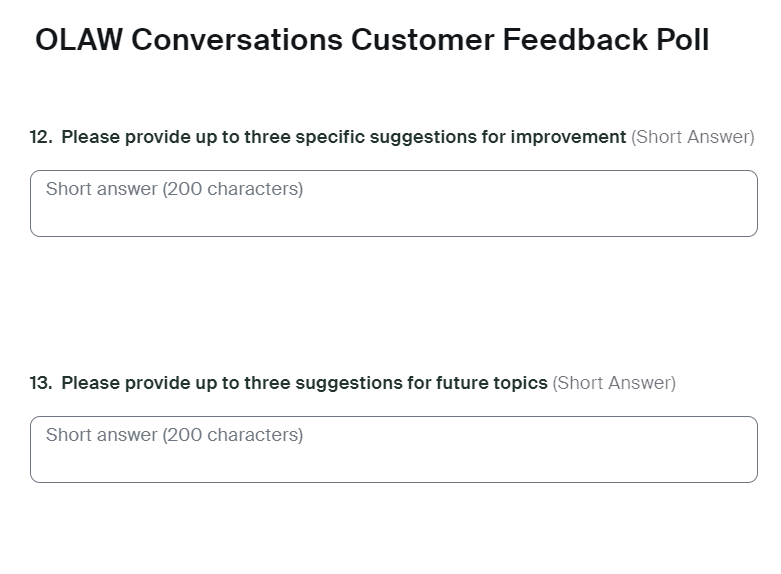 OLAW Conversations Customer Feedback Poll
12. Please provide up to three specific suggestions for improvement (Short Answer)
Short answer (200 characters)
13. Please provide up to three suggestions for future topics (Short Answer)
Short answer (200 characters)